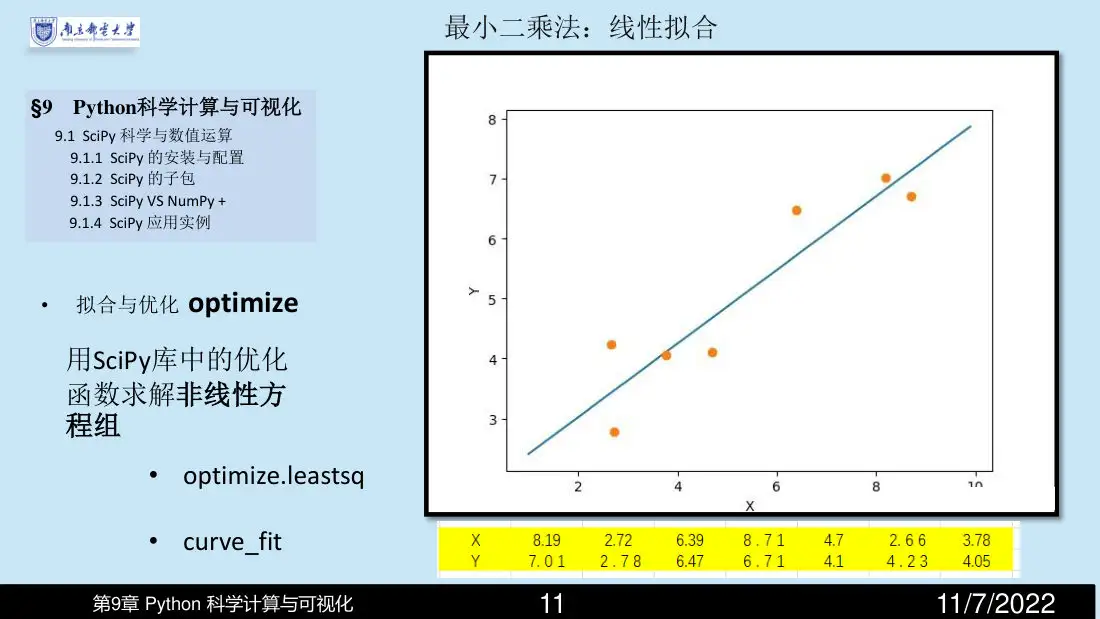 南京邮电大学
最小二乘法：线性拟合
§9 Python科学计算与可视化
9.1 SciPy 科学与数值运算
9.1.1 SciPy 的安装与配置
9.1.2 SciPy 的子包
9.1.3 SciPy VS NumPy +
9.1.4 SciPy 应用实例
• 拟合与优化 optimize
用SciPy库中的优化
函数求解非线性方
程组
• optimize.leastsq
• curve_fit
8
7
6
5
4
3
Y
2 4 6 8 10
X
X 8.19 2.72 6.39 8.71 4.7 2.66 3.78
Y 7.01 2.78 6.47 6.71 4.1 4.23 4.05
第9章 Python 科学计算与可视化
11
11/7/2022